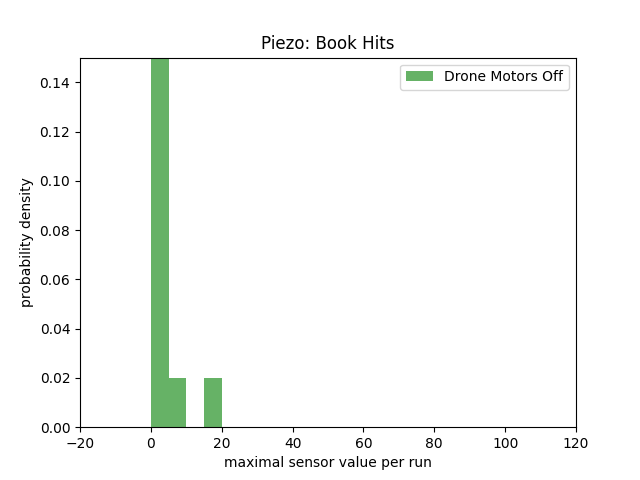 Piezo: Book Hits
Drone Motors Off
0.14
0.12
0.10
0.08
0.06
0.04
0.02
0.00
probability density
−20 0 20 40 60 80 100 120
maximal sensor value per run